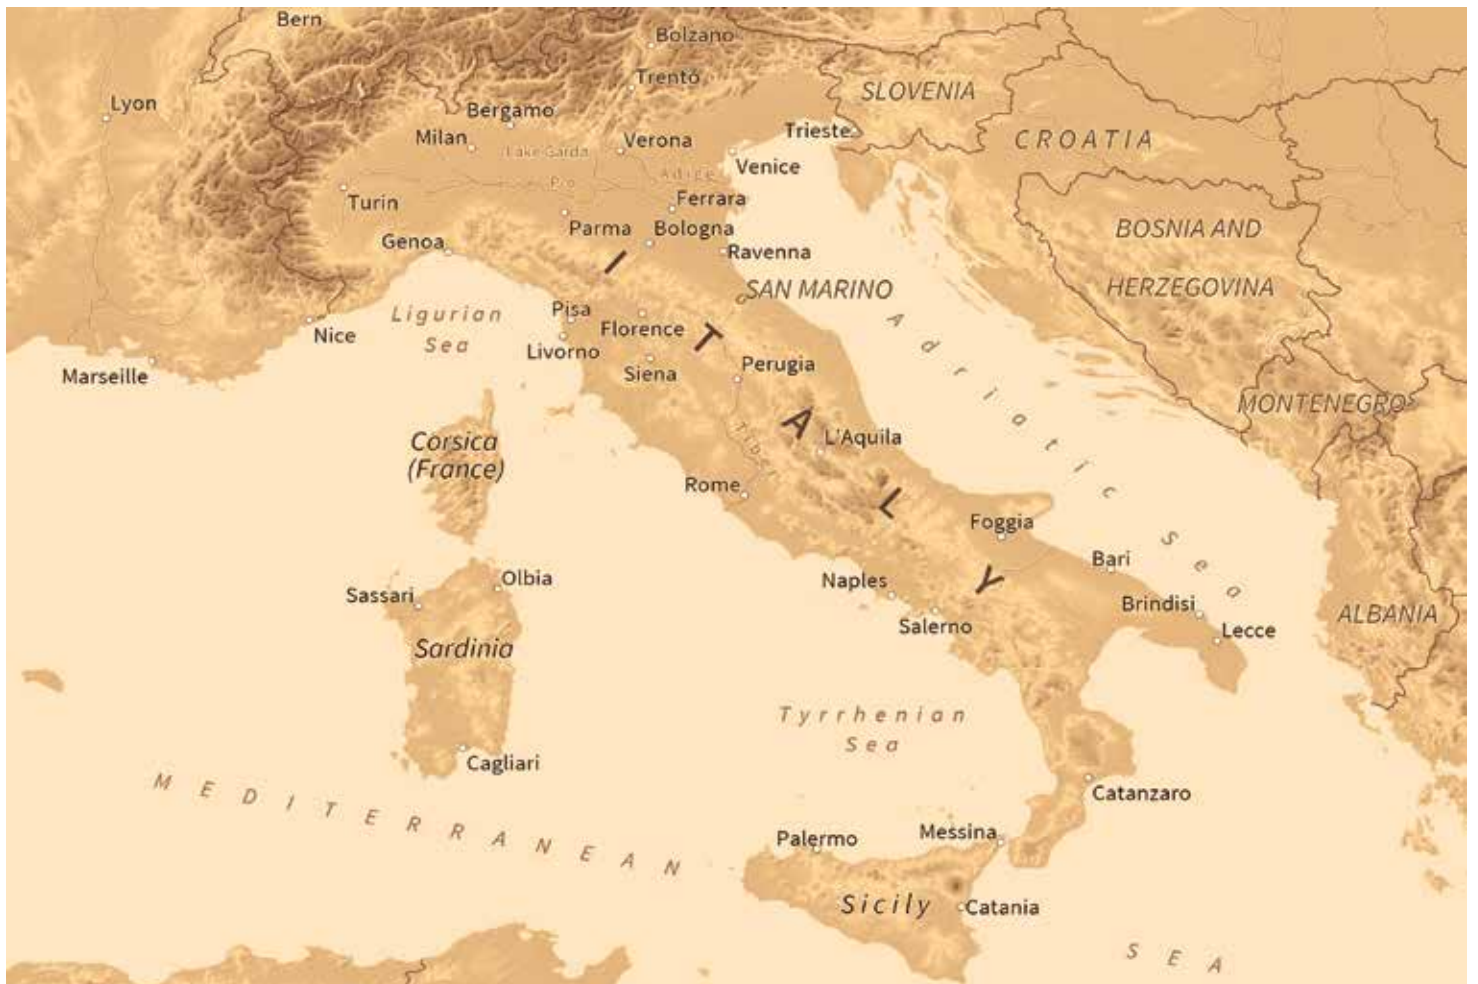 Bern
Bolzano
Trento
SLOVENIA
Lyon
Bergamo
Milan
Verona
Trieste
CROATIA
Lake Garda
Venice
Adige
Po
Turin
Ferrara
Parma
Bologna
BOSNIA AND
HERZEGOVINA
Genoa
Ravenna
ITALY
SAN MARINO
Ligurian
Sea
Pisa
Florence
Nice
Livorno
Siena
Perugia
Marseille
Adriatic Sea
MONTENEGRO
Corsica
(France)
Tiber
L'Aquila
Rome
Foggia
Bari
Olbia
Sassari
Naples
Brindisi
ALBANIA
Salerno
Lecce
Sardinia
Tyrrhenian
Sea
Cagliari
MEDITERRANEAN
SEA
Catanzaro
Palermo
Messina
Sicily
Catania